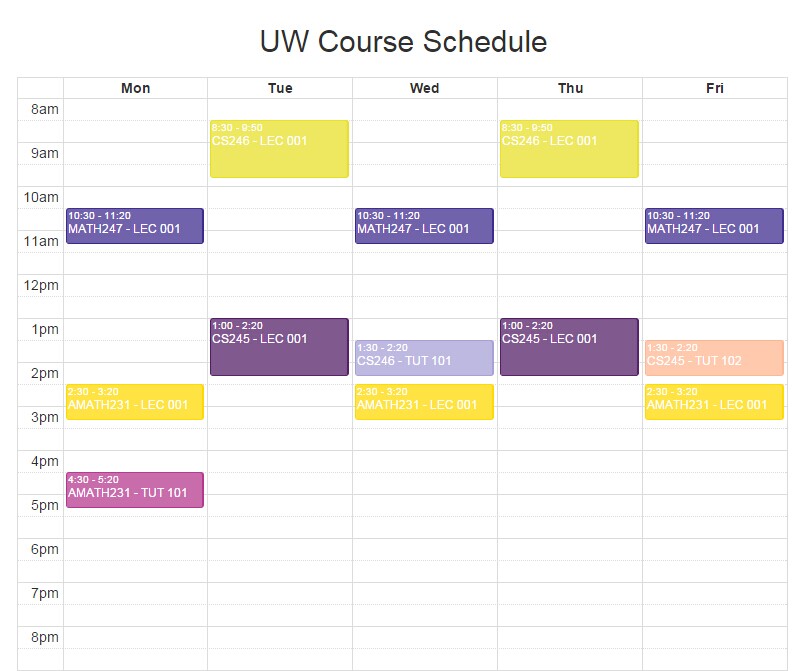 UW Course Schedule
Mon Tue Wed Thu Fri
8am
8:30 - 9:50 8:30 - 9:50
CS246 - LEC 001 CS246 - LEC 001
9am
10am
10:30 - 11:20 10:30 - 11:20 10:30 - 11:20
MATH247 - LEC 001 MATH247 - LEC 001 MATH247 - LEC 001
11am
12pm
1pm
1:00 - 2:20 1:00 - 2:20
CS245 - LEC 001 CS245 - LEC 001
1:30 - 2:20 1:30 - 2:20
CS246 - TUT 101 CS245 - TUT 102
2pm
2:30 - 3:20 2:30 - 3:20 2:30 - 3:20
AMATH231 - LEC 001 AMATH231 - LEC 001 AMATH231 - LEC 001
3pm
4pm
4:30 - 5:20
AMATH231 - TUT 101
5pm
6pm
7pm
8pm